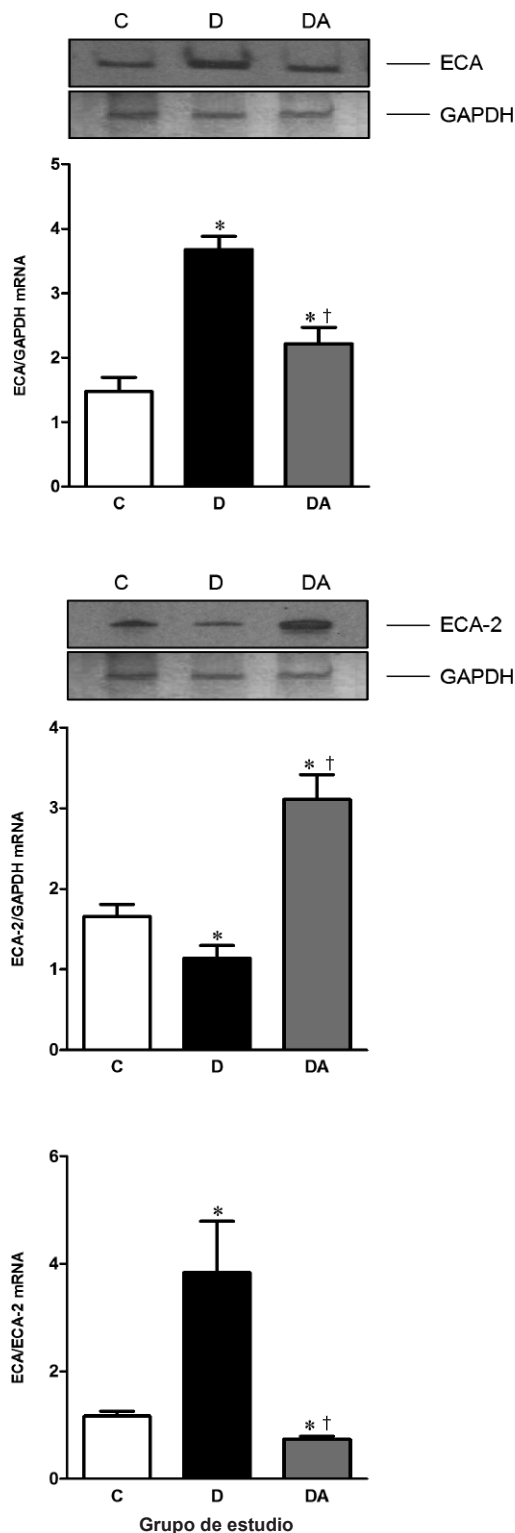 C D DA
ECA
GAPDH
5
4
3
2
1
0
ECA/GAPDH mRNA
*
* †
C D DA
C D DA
ECA-2
GAPDH
4
3
2
1
0
ECA-2/GAPDH mRNA
*
* †
C D DA
6
4
2
0
ECA/ECA-2 mRNA
*
* †
C D DA
Grupo de estudio